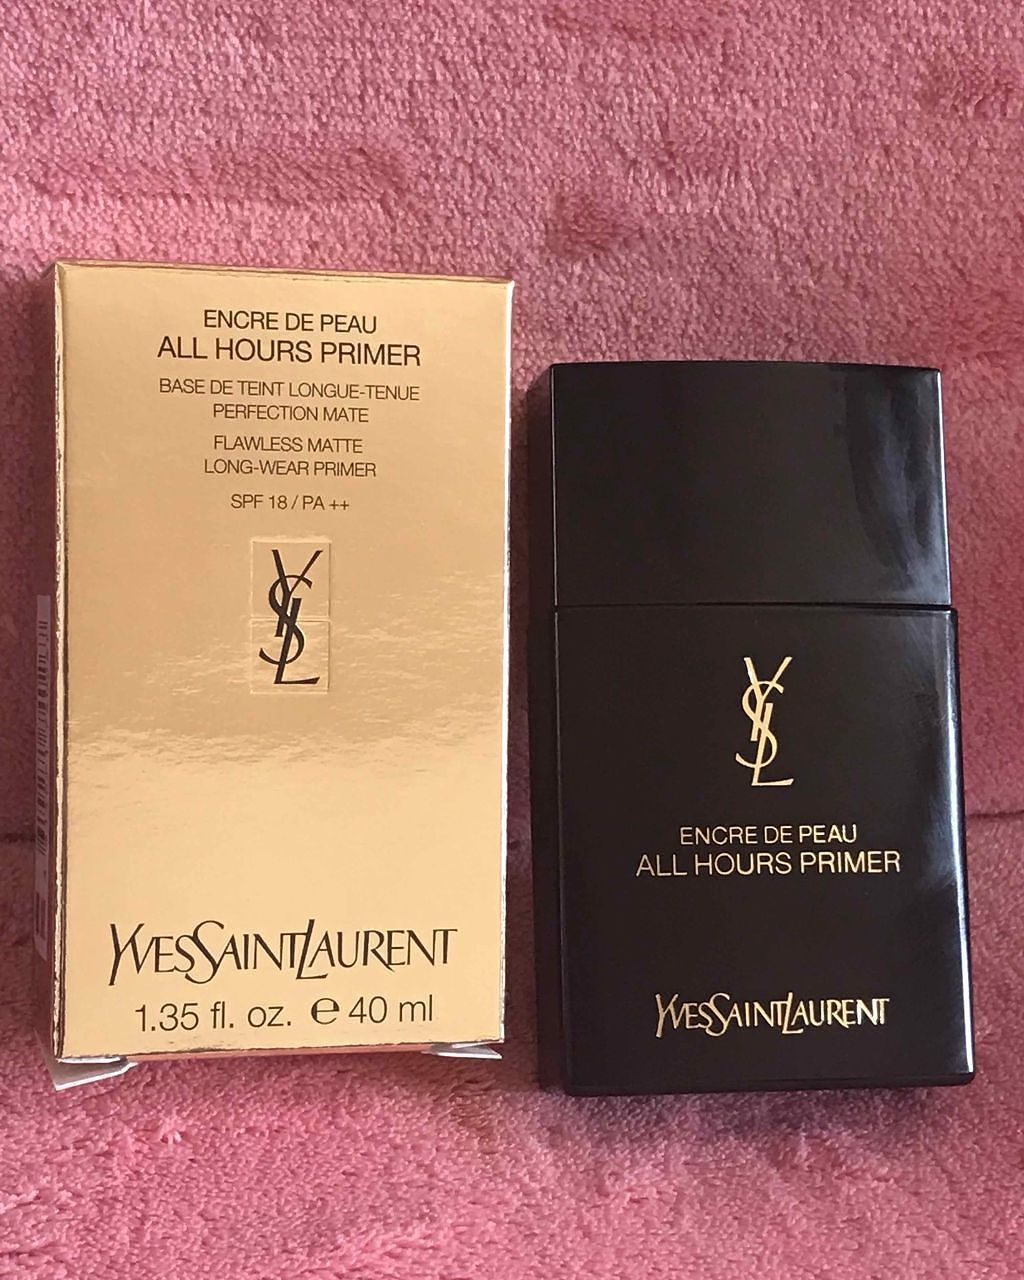 ENCRE DE PEAU
ALL HOURS PRIMER
BASE DE TEINT LONGUE-TENUE
PERFECTION MATE
FLAWLESS MATTE
LONG-WEAR PRIMER
SPF 18 / PA ++
YSL
YVESSAINTLAURENT
1.35 fl. oz. ℮ 40 ml
YSL
ENCRE DE PEAU
ALL HOURS PRIMER
YVESSAINTLAURENT